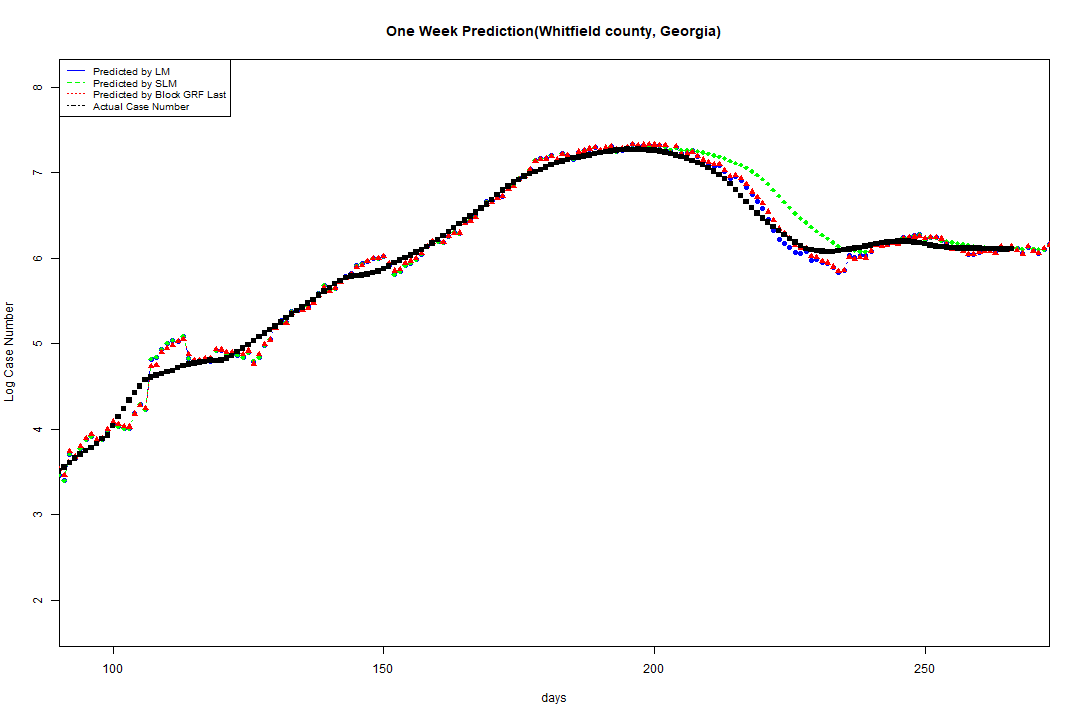 One Week Prediction(Whitfield county, Georgia)
Predicted by LM
Predicted by SLM
Predicted by Block GRF Last
Actual Case Number
8
7
6
5
4
3
2
Log Case Number
100 150 200 250
days